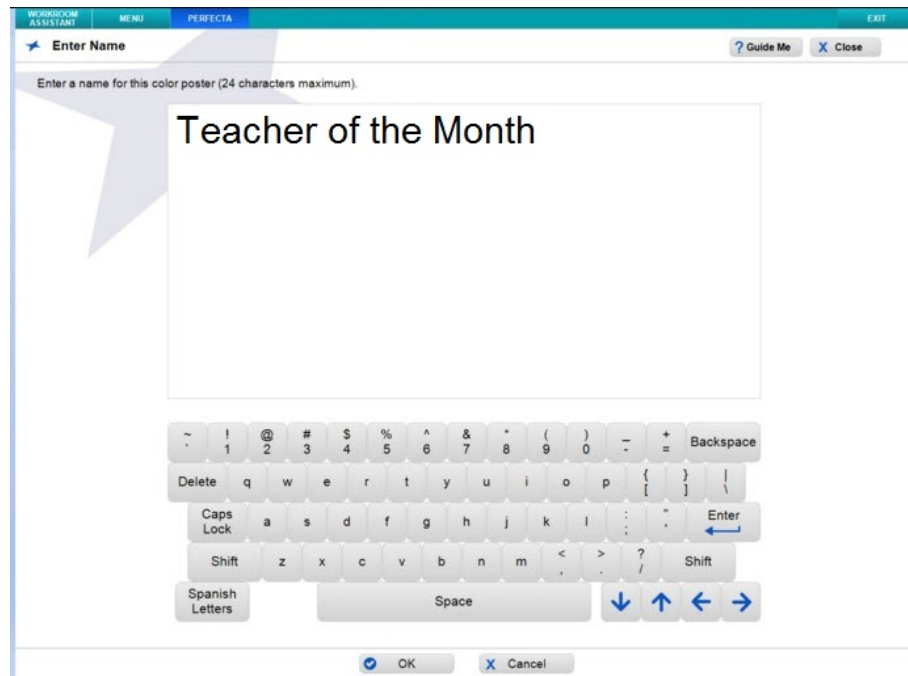 WORKROOM
ASSISTANT MENU PERFECTA EXIT
Enter Name ? Guide Me X Close
Enter a name for this color poster (24 characters maximum).
Teacher of the Month
~ ! @ # $ % ^ & * ( ) _ + Backspace
` 1 2 3 4 5 6 7 8 9 0 - =
Delete q w e r t y u i o p { } |
[ ] \
Caps
Lock a s d f g h j k l : " Enter
; '
Shift z x c v b n m < > ? Shift
, . /
Spanish
Letters Space
OK X Cancel